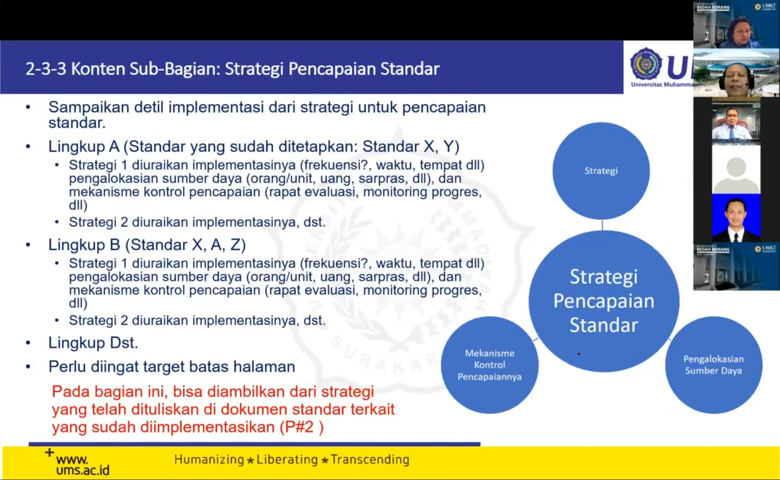 2-3-3 Konten Sub-Bagian: Strategi Pencapaian Standar
• Sampaikan detil implementasi dari strategi untuk pencapaian
standar.
• Lingkup A (Standar yang sudah ditetapkan: Standar X, Y)
• Strategi 1 diuraikan implementasinya (frekuensi?, waktu, tempat dll)
pengalokasian sumber daya (orang/unit, uang, sarpras, dll), dan
mekanisme kontrol pencapaian (rapat evaluasi, monitoring progres,
dll)
• Strategi 2 diuraikan implementasinya, dst.
• Lingkup B (Standar X, A, Z)
• Strategi 1 diuraikan implementasinya (frekuensi?, waktu, tempat dll)
pengalokasian sumber daya (orang/unit, uang, sarpras, dll), dan
mekanisme kontrol pencapaian (rapat evaluasi, monitoring progres,
dll)
• Strategi 2 diuraikan implementasinya, dst.
• Lingkup Dst.
• Perlu diingat target batas halaman
Pada bagian ini, bisa diambilkan dari strategi
yang telah dituliskan di dokumen standar terkait
yang sudah diimplementasikan (P#2 )
Strategi
Strategi
Pencapaian
Standar
Mekanisme
Kontrol
Pencapaiannya
Pengalokasian
Sumber Daya
Universitas Muhamm
www.
ums.ac.id
Humanizing ★ Liberating ★ Transcending
BEDAH BORANG
BEDAH BORANG
SURAKARTA